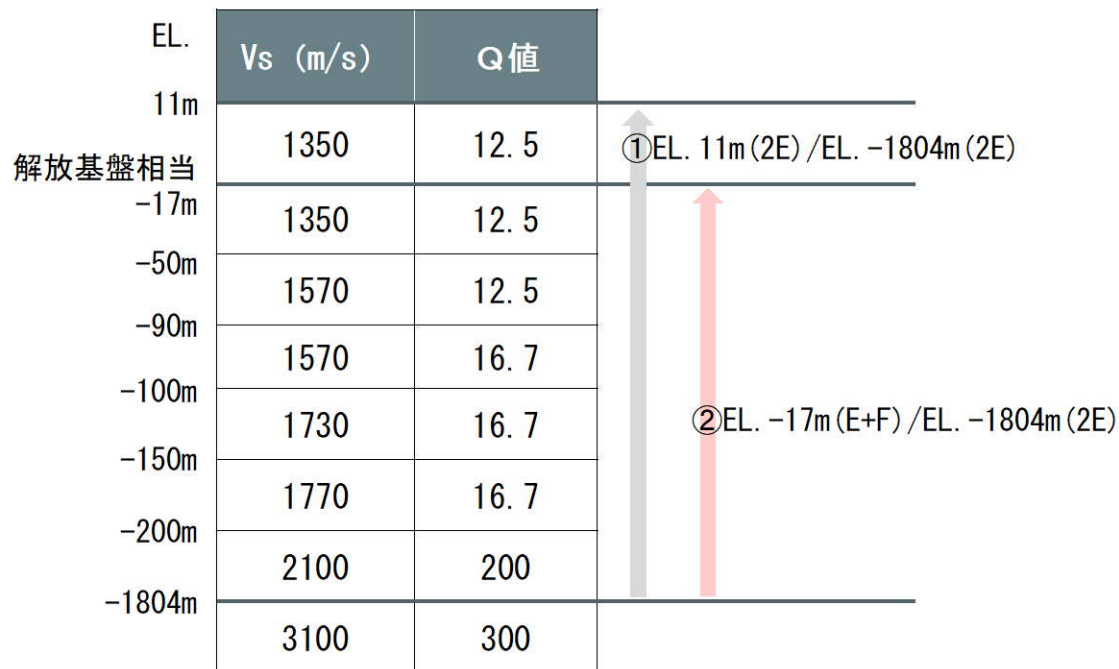 EL.
Vs (m/s) Q値
11m
1350 12.5
①EL. 11m(2E)/EL. -1804m(2E)
解放基盤相当
-17m
1350 12.5
-50m
1570 12.5
-90m
1570 16.7
-100m
1730 16.7
②EL. -17m(E+F)/EL. -1804m(2E)
-150m
1770 16.7
-200m
2100 200
-1804m
3100 300